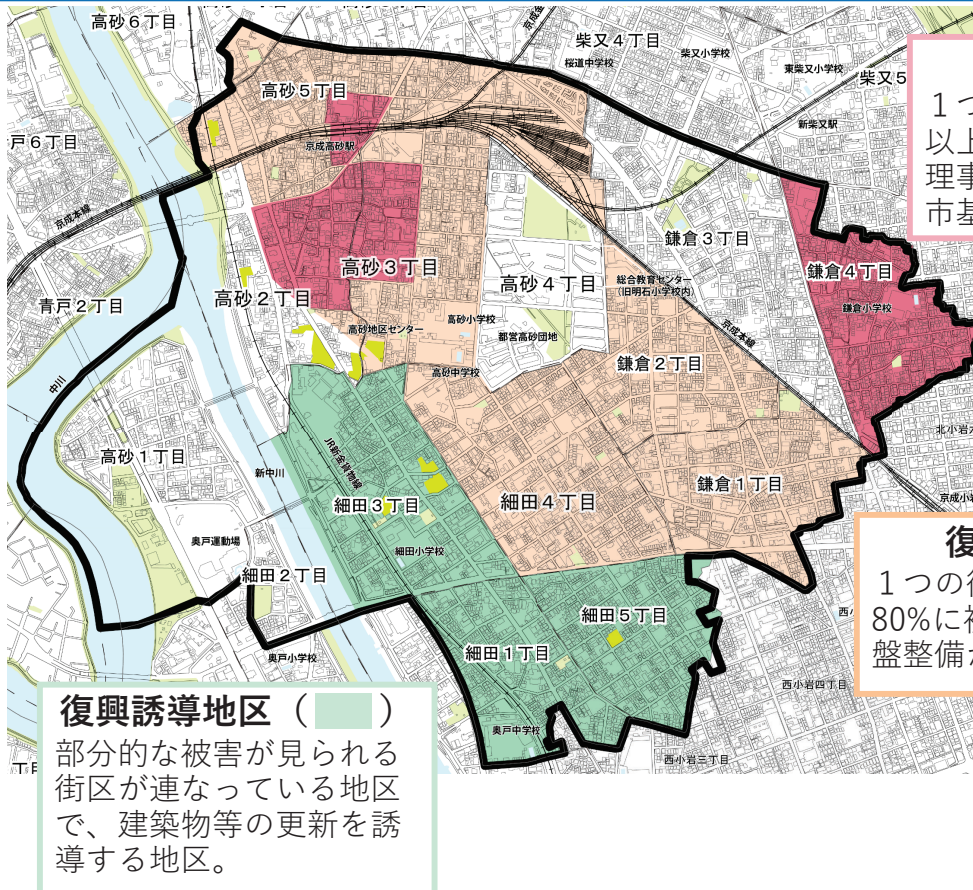 高砂６丁目
柴又４丁目
柴又小学校
桜道中学校
東柴又小学校
柴又５
高砂５丁目
新柴又駅
戸６丁目
京成高砂駅
京成本線
鎌倉３丁目
高砂３丁目
高砂４丁目
総合教育センター
（旧明石小学校内）
鎌倉４丁目
鎌倉小学校
青戸２丁目
高砂２丁目
高砂小学校
高砂地区センター
都営高砂団地
京成本線
高砂中学校
鎌倉２丁目
中川
高砂１丁目
新中川
JR新金貨物線
細田３丁目
細田４丁目
鎌倉１丁目
奥戸運動場
細田小学校
細田２丁目
細田５丁目
細田１丁目
奥戸小学校
西小岩四丁目
奥戸中学校
西小岩三丁目
１つ
以上
理事
市基
復
１つの街
80%に被
盤整備が
復興誘導地区（　）
部分的な被害が見られる
街区が連なっている地区
で、建築物等の更新を誘
導する地区。